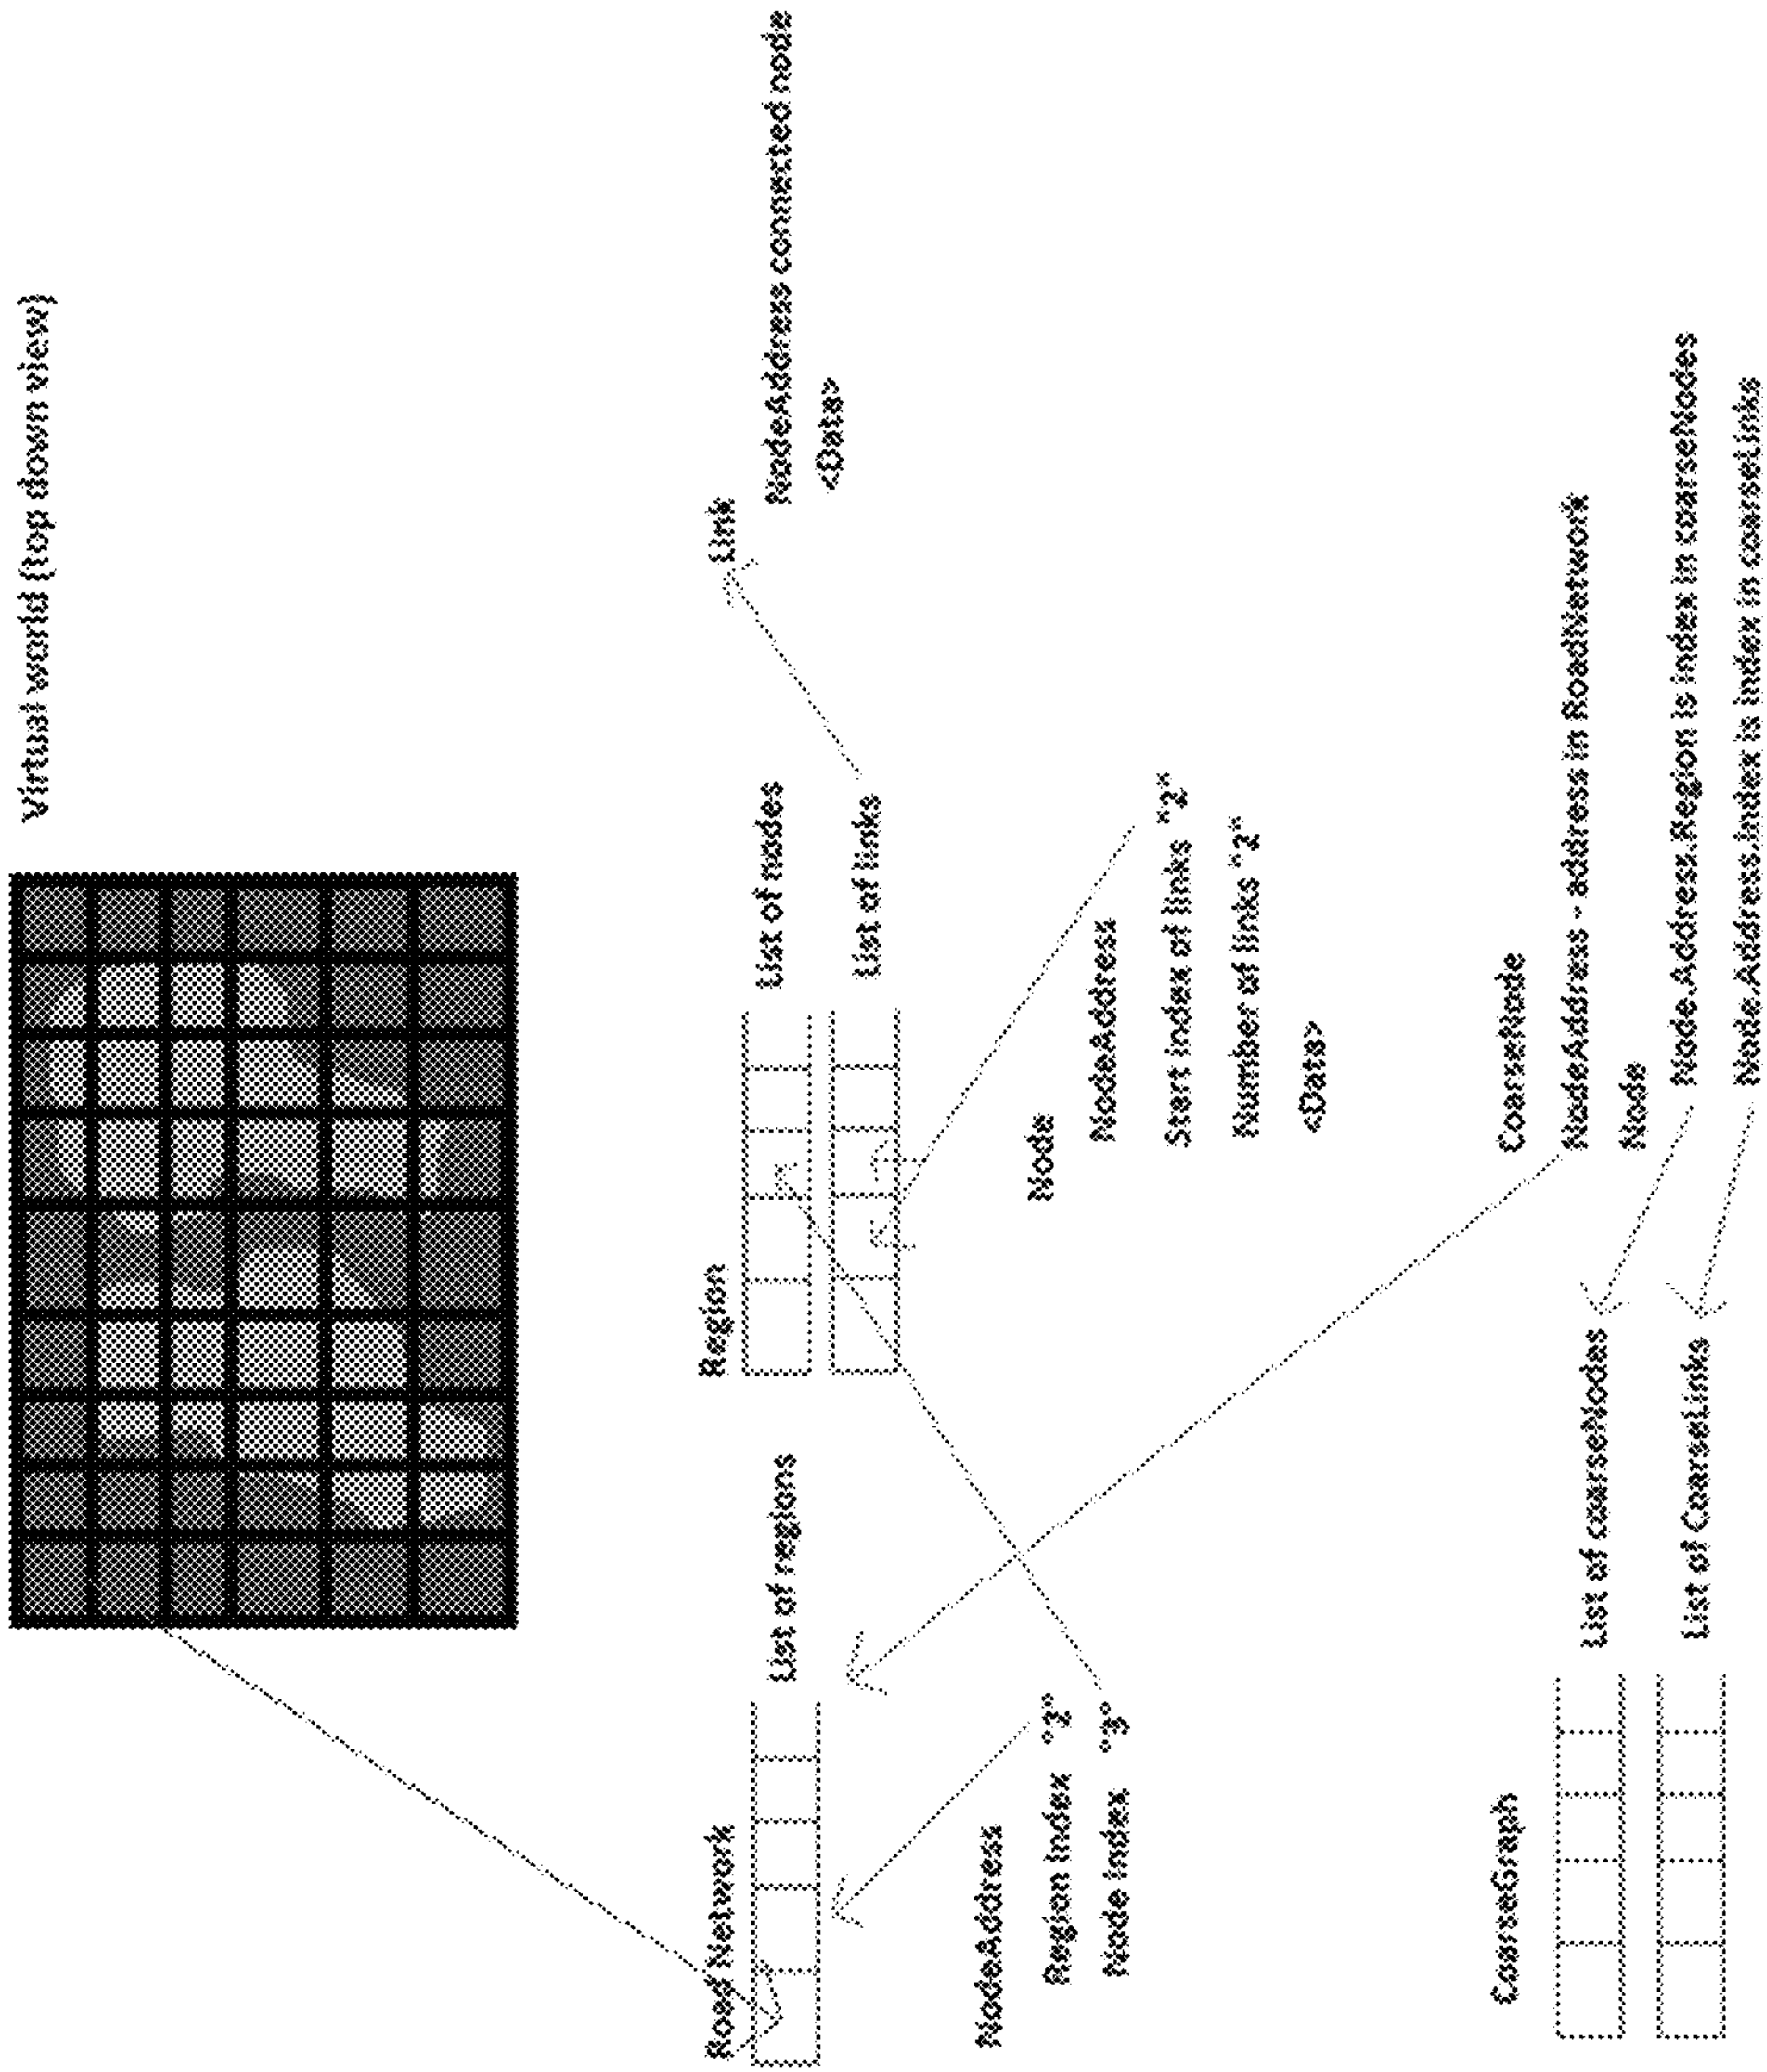 Virtual world (top down view)
Road Network
List of regions
Region
List of nodes
List of links
Link
NodeAddress connected node
<Data>
NodeAddress
Region Index "2"
Node Index "3"
Node
NodeAddress
Start index of links "2"
Number of links "2"
<Data>
CoarseGraph
List of coarseNodes
List of CoarseLinks
CoarseNode
NodeAddress - address in RoadNetwork
Node
Node.Address.Region is index in coarseNodes
Node.Address.Index is index in coarseLinks